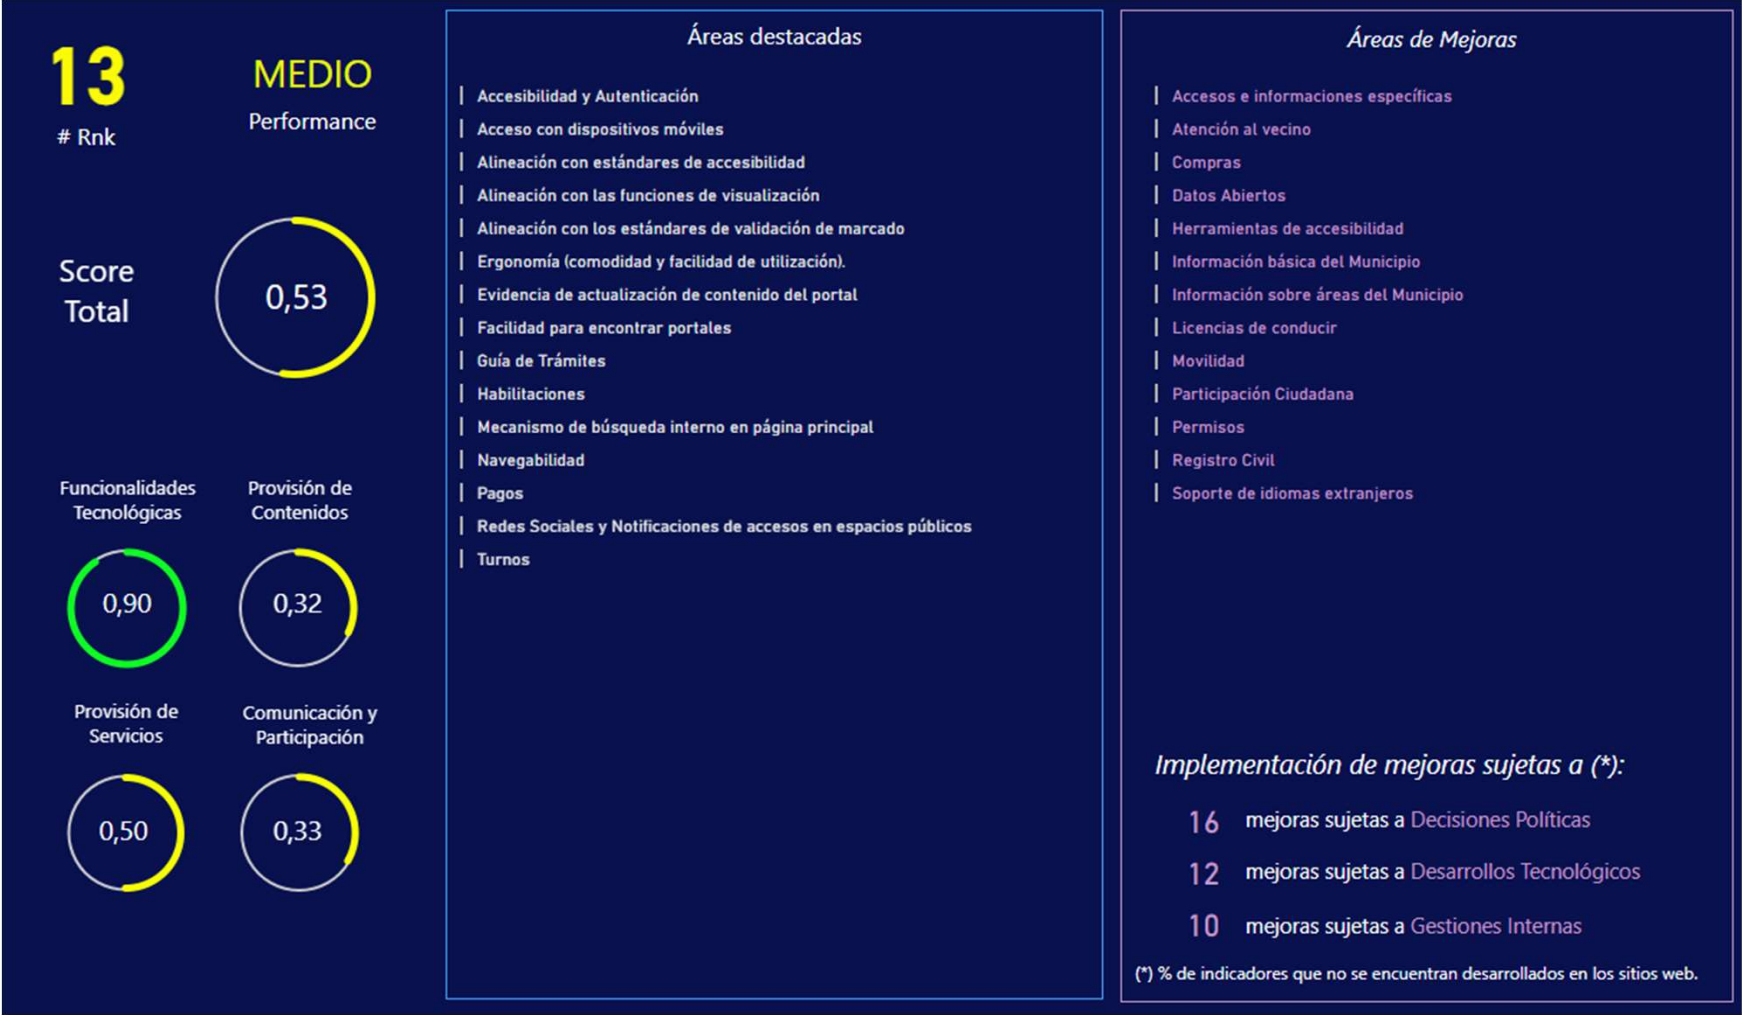 13
# Rnk
MEDIO
Performance
Score
Total
0,53
Funcionalidades
Tecnológicas
0,90
Provisión de
Contenidos
0,32
Provisión de
Servicios
0,50
Comunicación y
Participación
0,33
Áreas destacadas
Accesibilidad y Autenticación
Acceso con dispositivos móviles
Alineación con estándares de accesibilidad
Alineación con las funciones de visualización
Alineación con los estándares de validación de marcado
Ergonomía (comodidad y facilidad de utilización).
Evidencia de actualización de contenido del portal
Facilidad para encontrar portales
Guía de Trámites
Habilitaciones
Mecanismo de búsqueda interno en página principal
Navegabilidad
Pagos
Redes Sociales y Notificaciones de accesos en espacios públicos
Turnos
Áreas de Mejoras
Accesos e informaciones específicas
Atención al vecino
Compras
Datos Abiertos
Herramientas de accesibilidad
Información básica del Municipio
Información sobre áreas del Municipio
Licencias de conducir
Movilidad
Participación Ciudadana
Permisos
Registro Civil
Soporte de idiomas extranjeros
Implementación de mejoras sujetas a (*):
16 mejoras sujetas a Decisiones Políticas
12 mejoras sujetas a Desarrollos Tecnológicos
10 mejoras sujetas a Gestiones Internas
(*) % de indicadores que no se encuentran desarrollados en los sitios web.